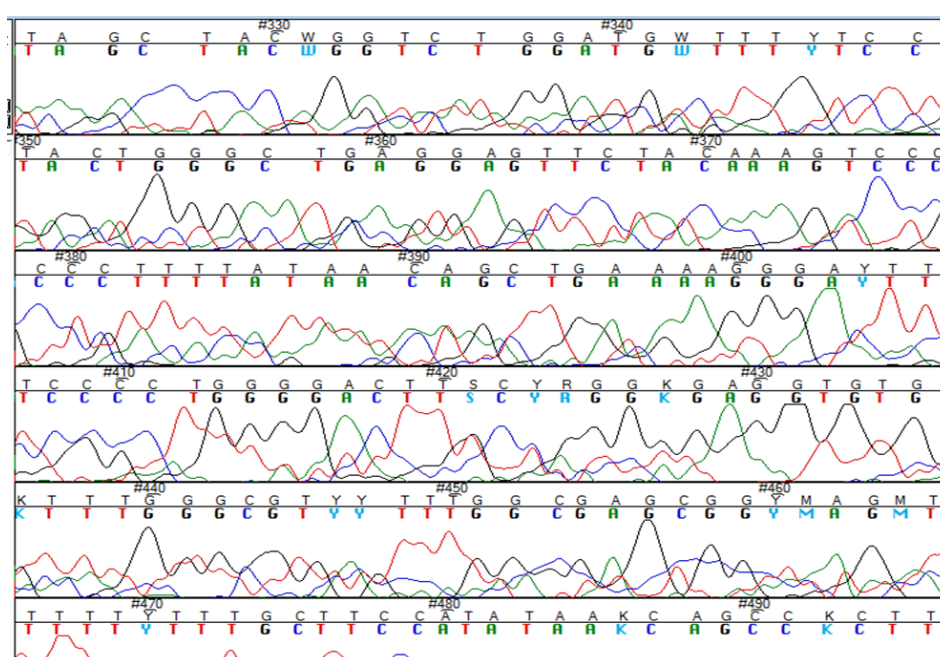 #330 #340
T A G C T A C W G G T C T G G A T G W T T T Y T C C
T A G C T A C W G G T C T G G A T G W T T T Y T C C
#350 #360 #370
T A C T G G G C T G A G G A G T T C T A C A A A G T C C C
T A C T G G G C T G A G G A G T T C T A C A A A G T C C C
#380 #390 #400
C C C T T T T A T A A C A G C T G A A A A G G G A Y T T
C C C T T T T A T A A C A G C T G A A A A G G G A Y T T
#410 #420 #430
T C C C C T G G G G A C T T S C Y R G G K G A G G T G T G
T C C C C T G G G G A C T T S C Y R G G K G A G G T G T G
#440 #450 #460
K T T T G G G C G T Y Y T T T G G C G A G C G G Y M A G M T
K T T T G G G C G T Y Y T T T G G C G A G C G G Y M A G M T
#470 #480 #490
T T T T Y T T T G C T T C C A T A T A A K C A G C C K C T T
T T T T Y T T T G C T T C C A T A T A A K C A G C C K C T T